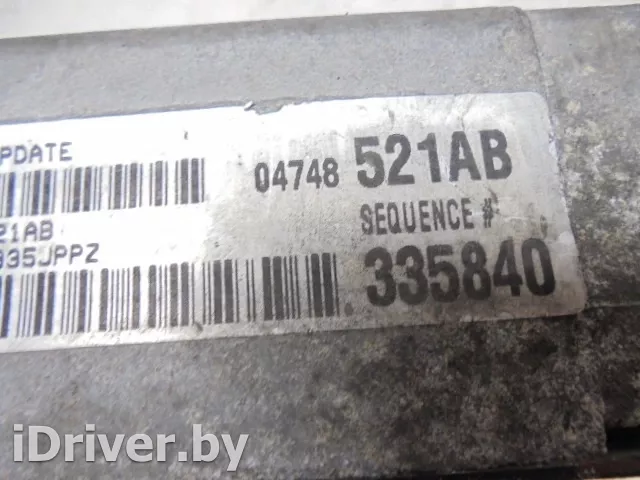 PDATE
04748 521AB
21AB
335JPPZ
SEQUENCE #
335840
iDriver.by